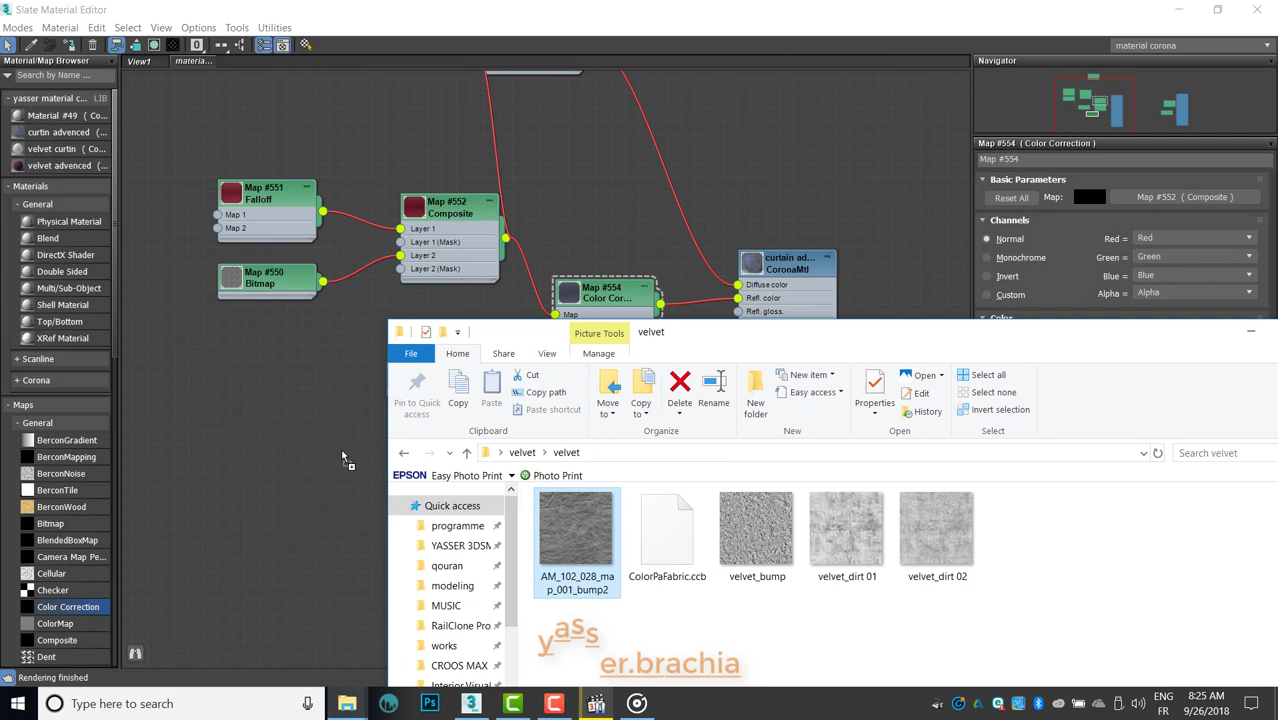 Slate Material Editor
Modes Material Edit Select View Options Tools Utilities
material corona
Material/Map Browser
Search by Name ...
View1 materia...
Navigator
yasser material c... LIB
Material #49 ( Co...
curtin advenced (...
velvet curtin ( Co...
velvet advenced (...
- Materials
- General
Physical Material
Blend
DirectX Shader
Double Sided
Multi/Sub-Object
Shell Material
Top/Bottom
XRef Material
+ Scanline
+ Corona
- Maps
- General
BerconGradient
BerconMapping
BerconNoise
BerconTile
BerconWood
Bitmap
BlendedBoxMap
Camera Map Pe...
Cellular
Checker
Color Correction
ColorMap
Composite
Dent
Rendering finished
Map #551
Falloff
Map 1
Map 2
Map #550
Bitmap
Map #552
Composite
Layer 1
Layer 1 (Mask)
Layer 2
Layer 2 (Mask)
Map #554
Color Cor...
Map
curtain ad...
CoronaMtl
Diffuse color
Refl. color
Refl. gloss.
Map #554 ( Color Correction )
Map #554
Basic Parameters
Reset All Map: Map #552 ( Composite )
Channels
Normal Red = Red
Monochrome Green = Green
Invert Blue = Blue
Custom Alpha = Alpha
Color
Picture Tools velvet
File Home Share View Manage
Pin to Quick access
Copy
Paste
Cut
Copy path
Paste shortcut
Clipboard
Move to
Copy to
Delete
Rename
Organize
New folder
New item
Easy access
New
Properties
Open
Edit
History
Open
Select all
Select none
Invert selection
Select
velvet velvet
Search velvet
EPSON Easy Photo Print Photo Print
Quick access
programme
YASSER 3DSM
qouran
modeling
MUSIC
RailClone Pro
works
CROOS MAX
Interior Visual
AM_102_028_ma
p_001_bump2
ColorPaFabric.ccb
velvet_bump
velvet_dirt 01
velvet_dirt 02
yass
er.brachia
Type here to search
ENG
FR
8:25 AM
9/26/2018